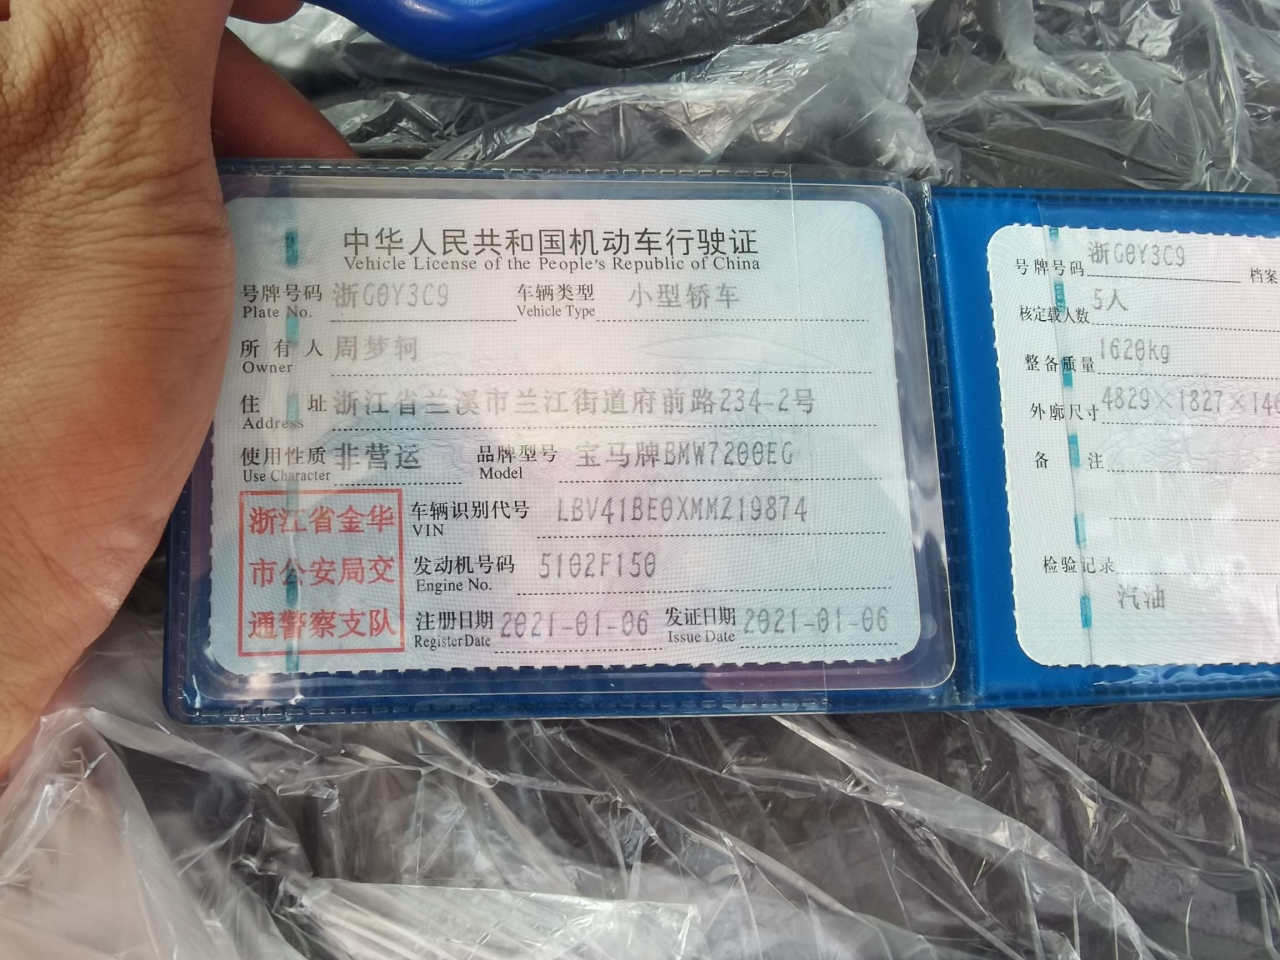 中华人民共和国机动车行驶证
Vehicle License of the People's Republic of China
号牌号码 浙G0Y3C9 车辆类型 小型轿车
Plate No. Vehicle Type
所有人 周梦轲
Owner
住址 浙江省兰溪市兰江街道府前路234-2号
Address
使用性质 非营运 品牌型号 宝马牌BMW7200EG
Use Character Model
浙江省金华
市公安局交
通警察支队
车辆识别代号 LBV41BE0XMMZ19874
VIN
发动机号码 5102F150
Engine No.
注册日期 2021-01-06 发证日期 2021-01-06
Register Date Issue Date
号牌号码 浙G0Y3C9 档案
核定载人数 5人
整备质量 1620kg
外廓尺寸 4829×1827×146
备注
检验记录
汽油